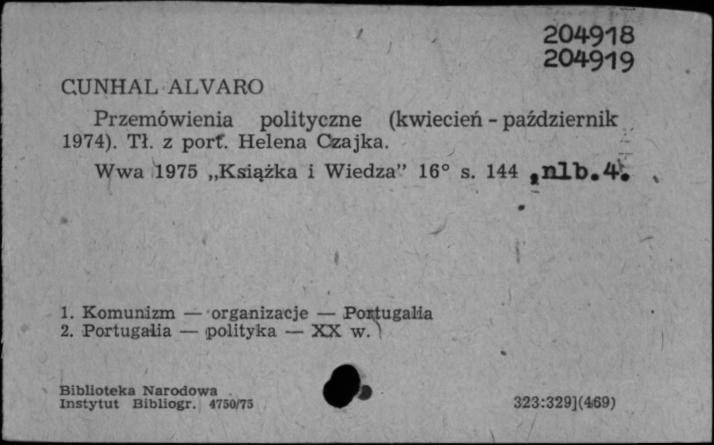 204918
204919
CUNHAL ALVARO
Przemówienia polityczne (kwiecień - październik
1974). Tł. z port. Helena Czajka.
Wwa 1975 „Książka i Wiedza” 16° s. 144, nlb. 4.
1. Komunizm — organizacje — Portugalia
2. Portugalia — polityka — XX w.
Biblioteka Narodowa
Instytut Bibliogr. 4750/75
323:329](469)